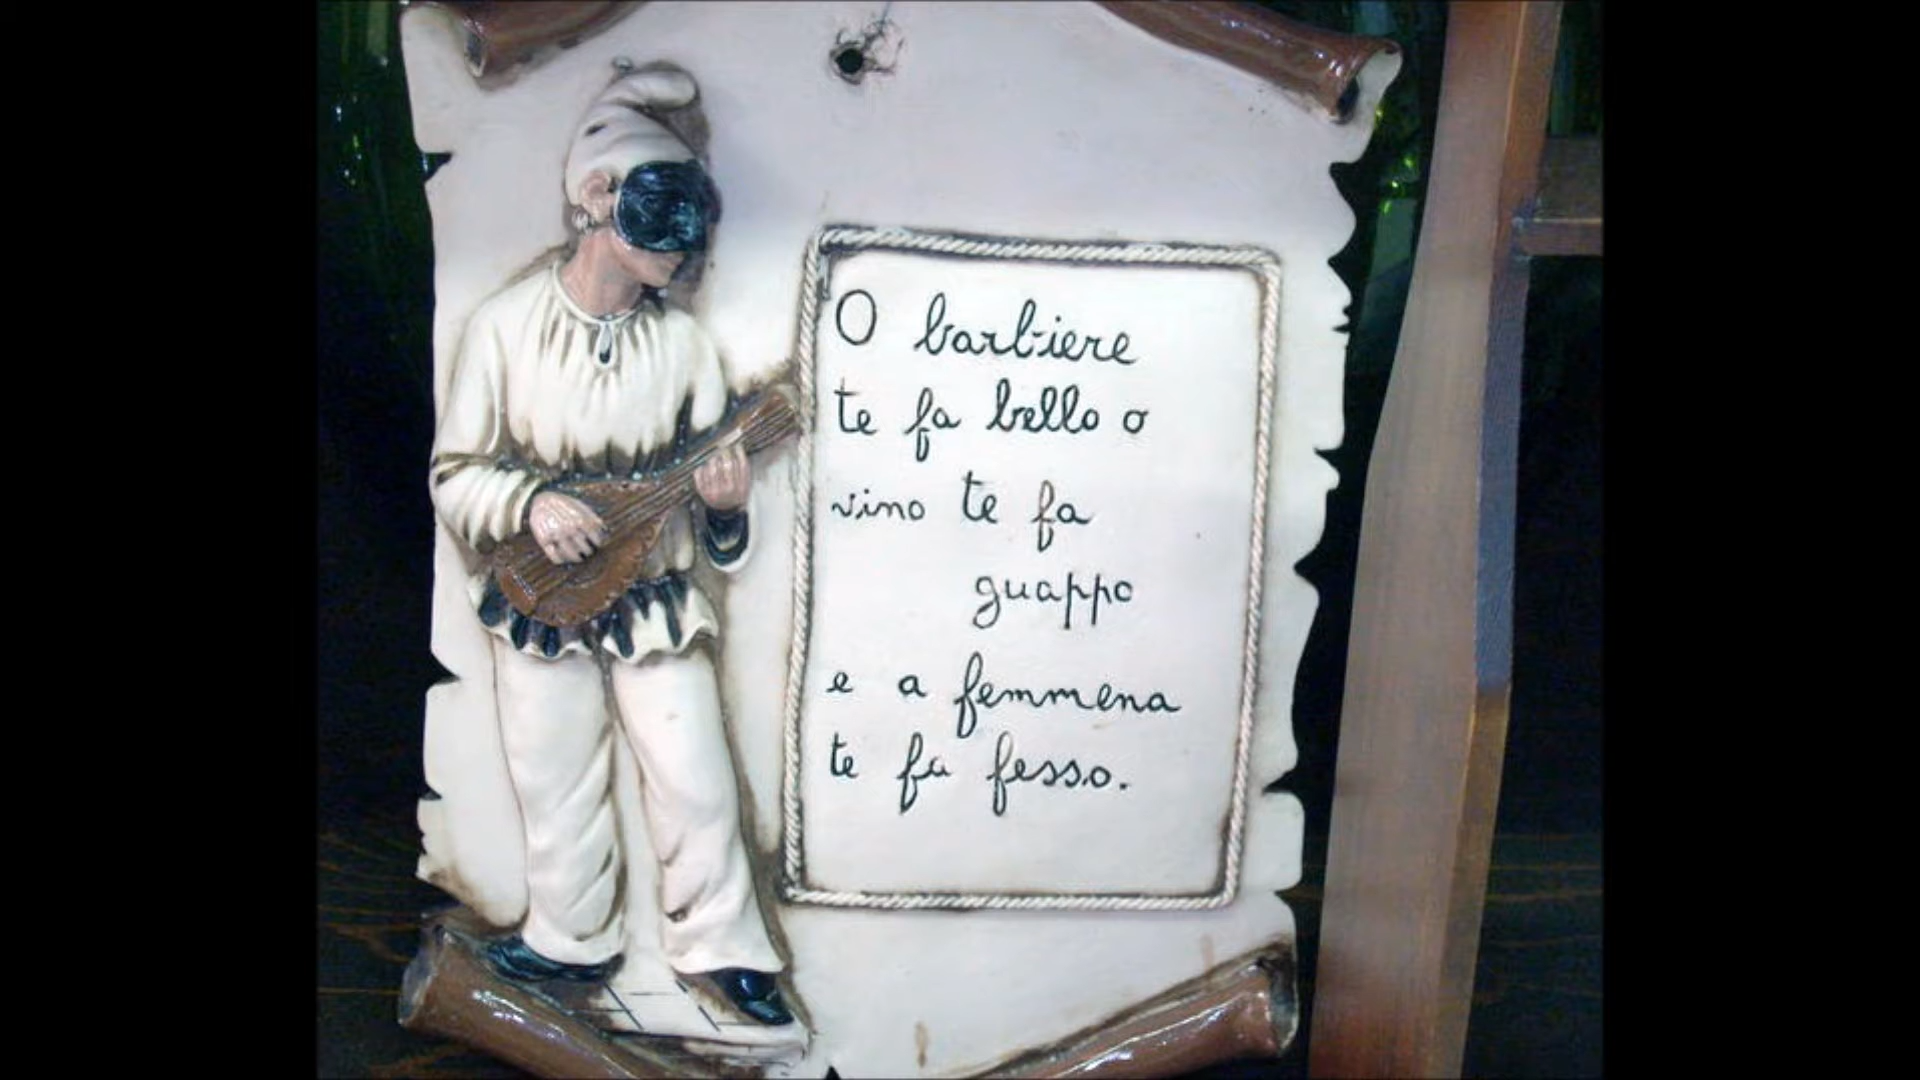 O barbiere
te fa bello o
vino te fa
guappo
e a femmena
te fa fesso.